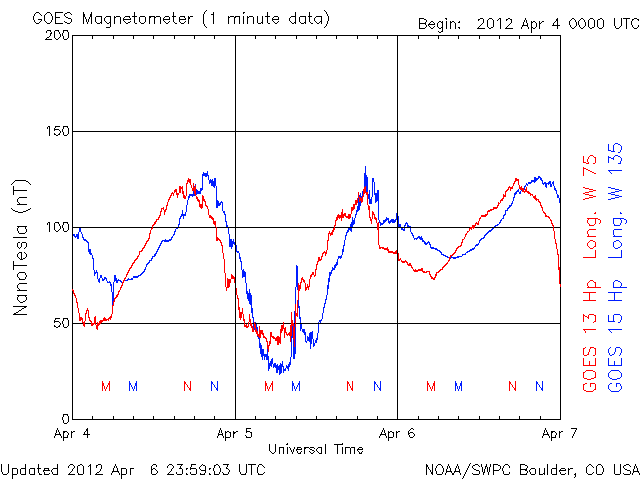 GOES Magnetometer (1 minute data)
Begin: 2012 Apr 4 0000 UTC
200
150
100
50
0
NanoTesla (nT)
M M N N M M N N M M N N
Apr 4 Apr 5 Apr 6 Apr 7
Universal Time
GOES 13 Hp Long. W 75
GOES 15 Hp Long. W 135
Updated 2012 Apr 6 23:59:03 UTC
NOAA/SWPC Boulder, CO USA